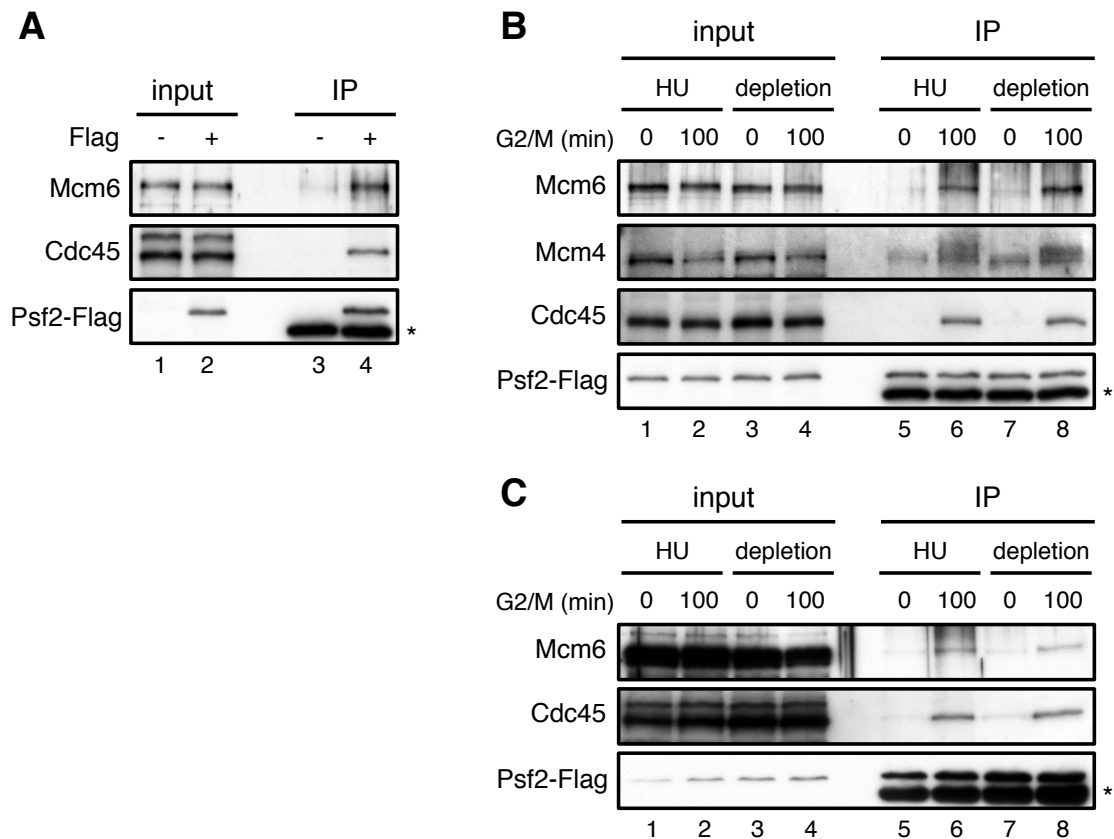 A
input IP
Flag - + - +
Mcm6
Cdc45
Psf2-Flag *
1 2 3 4
B
input IP
HU depletion HU depletion
G2/M (min) 0 100 0 100 0 100 0 100
Mcm6
Mcm4
Cdc45
Psf2-Flag *
1 2 3 4 5 6 7 8
C
input IP
HU depletion HU depletion
G2/M (min) 0 100 0 100 0 100 0 100
Mcm6
Cdc45
Psf2-Flag *
1 2 3 4 5 6 7 8